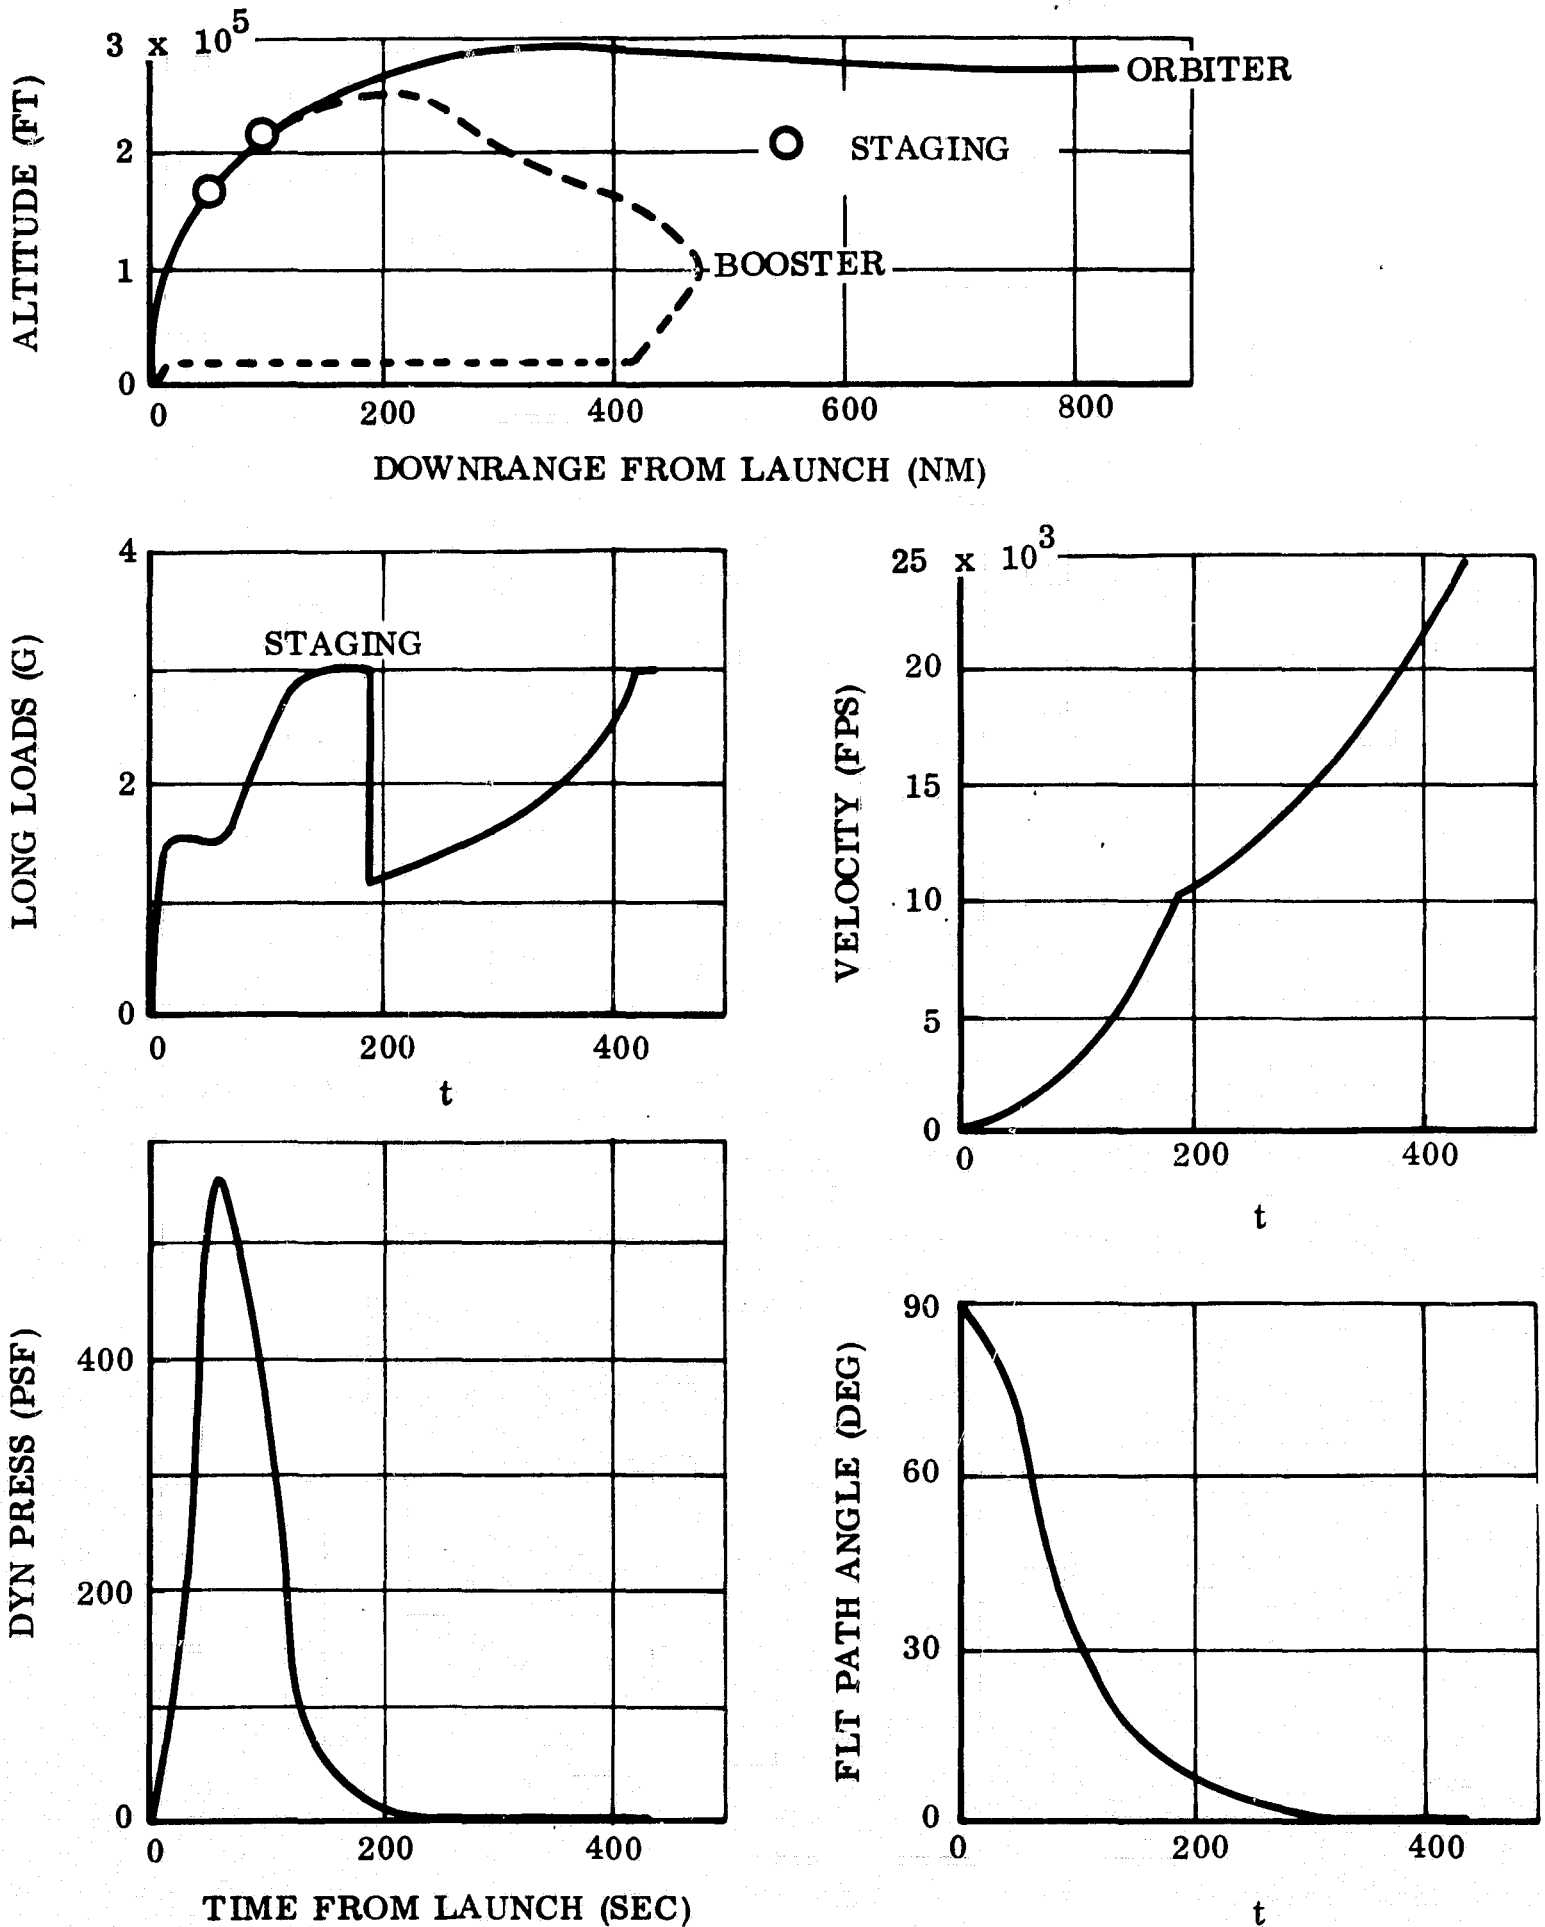 3 x 10^5
ORBITER
STAGING
2
BOOSTER
1
0
0 200 400 600 800
ALTITUDE (FT)
DOWNRANGE FROM LAUNCH (NM)
4
STAGING
2
0
0 200 400
LONG LOADS (G)
t
25 x 10^3
20
15
10
5
0
0 200 400
VELOCITY (FPS)
t
400
200
0
0 200 400
DYN PRESS (PSF)
TIME FROM LAUNCH (SEC)
90
60
30
0
0 200 400
FLT PATH ANGLE (DEG)
t